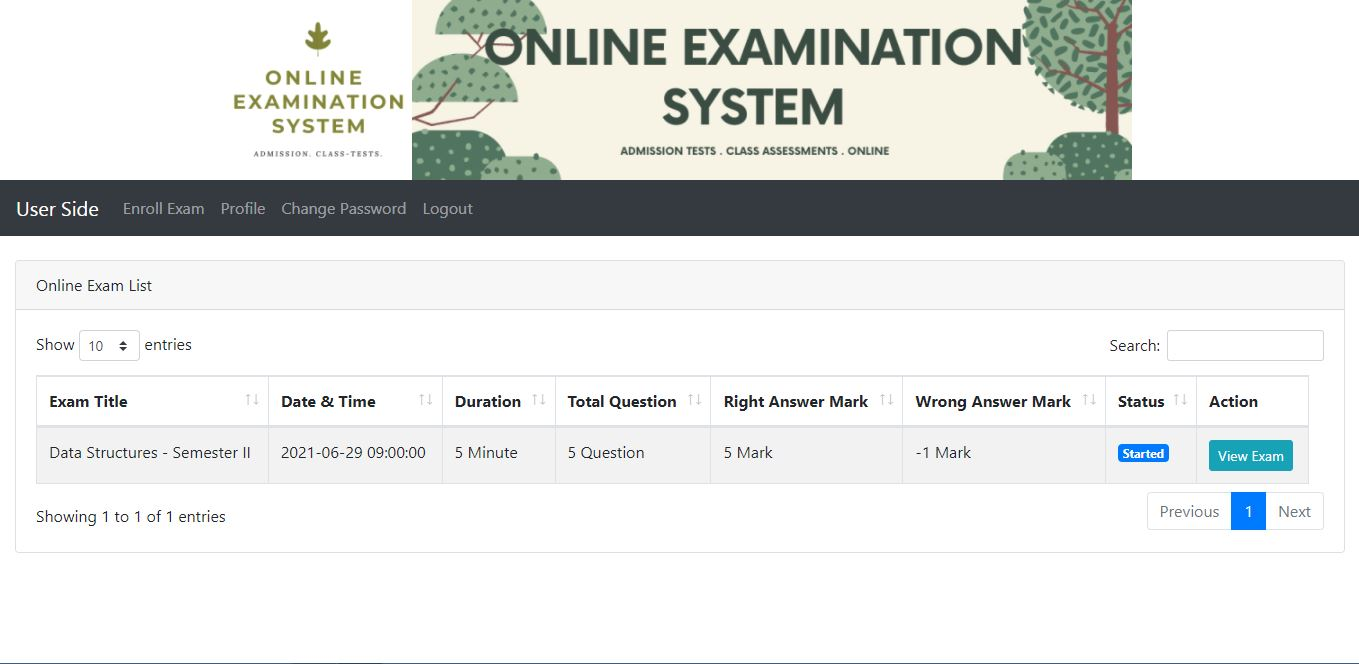 ONLINE
EXAMINATION
SYSTEM
ADMISSION. CLASS-TESTS.
ONLINE EXAMINATION
SYSTEM
ADMISSION TESTS . CLASS ASSESSMENTS . ONLINE
User Side Enroll Exam Profile Change Password Logout
Online Exam List
Show 10 entries Search:
Exam Title Date & Time Duration Total Question Right Answer Mark Wrong Answer Mark Status Action
Data Structures - Semester II 2021-06-29 09:00:00 5 Minute 5 Question 5 Mark -1 Mark Started View Exam
Showing 1 to 1 of 1 entries Previous 1 Next